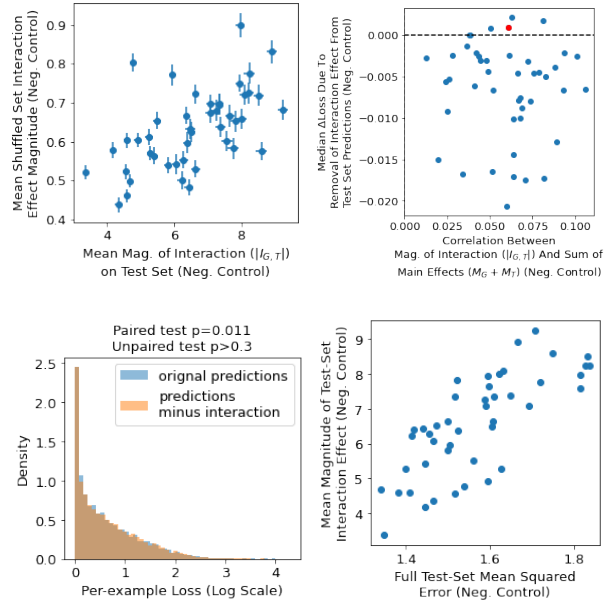 Mean Shuffled Set Interaction
Effect Magnitude (Neg. Control)
0.9
0.8
0.7
0.6
0.5
0.4
4
6
8
Mean Mag. of Interaction (|I_{G,T}|)
on Test Set (Neg. Control)
Median ΔLoss Due To
Removal of Interaction Effect From
Test Set Predictions (Neg. Control)
0.000
−0.005
−0.010
−0.015
−0.020
0.000
0.025
0.050
0.075
0.100
Correlation Between
Mag. of Interaction (|I_{G,T}|) And Sum of
Main Effects (M_G + M_T) (Neg. Control)
Paired test p=0.011
Unpaired test p>0.3
orignal predictions
predictions
minus interaction
Density
2.5
2.0
1.5
1.0
0.5
0.0
0
1
2
3
4
Per-example Loss (Log Scale)
Mean Magnitude of Test-Set
Interaction Effect (Neg. Control)
9
8
7
6
5
4
1.4
1.6
1.8
Full Test-Set Mean Squared
Error (Neg. Control)